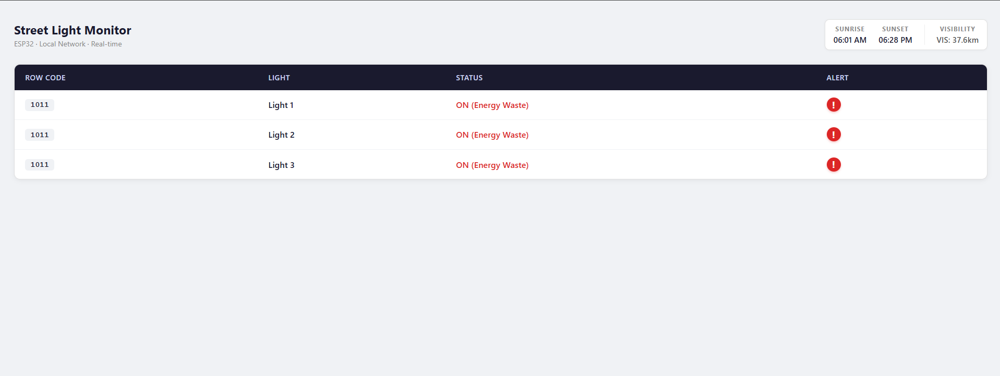 Street Light Monitor
ESP32 · Local Network · Real-time
SUNRISE SUNSET VISIBILITY
06:01 AM 06:28 PM VIS: 37.6km
ROW CODE LIGHT STATUS ALERT
1011 Light 1 ON (Energy Waste) !
1011 Light 2 ON (Energy Waste) !
1011 Light 3 ON (Energy Waste) !